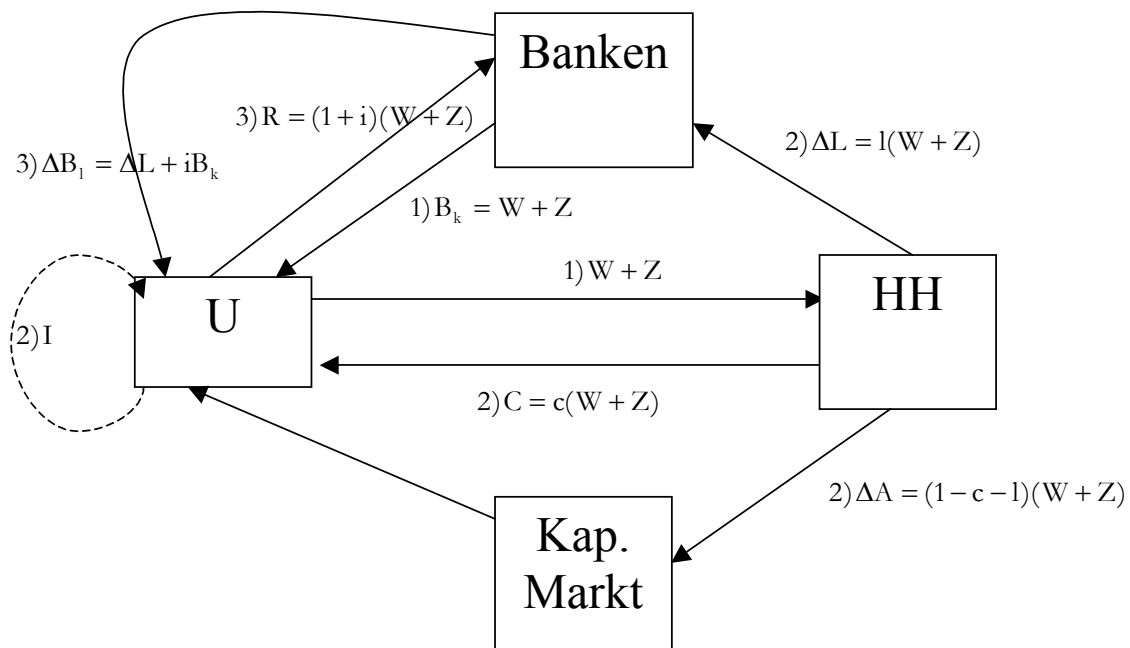 Banken
3) R = (1 + i)(W + Z)
2) ΔL = l(W + Z)
3) ΔB_l = ΔL + iB_k
1) B_k = W + Z
1) W + Z
HH
U
2) I
2) C = c(W + Z)
2) ΔA = (1 − c − l)(W + Z)
Kap.
Markt